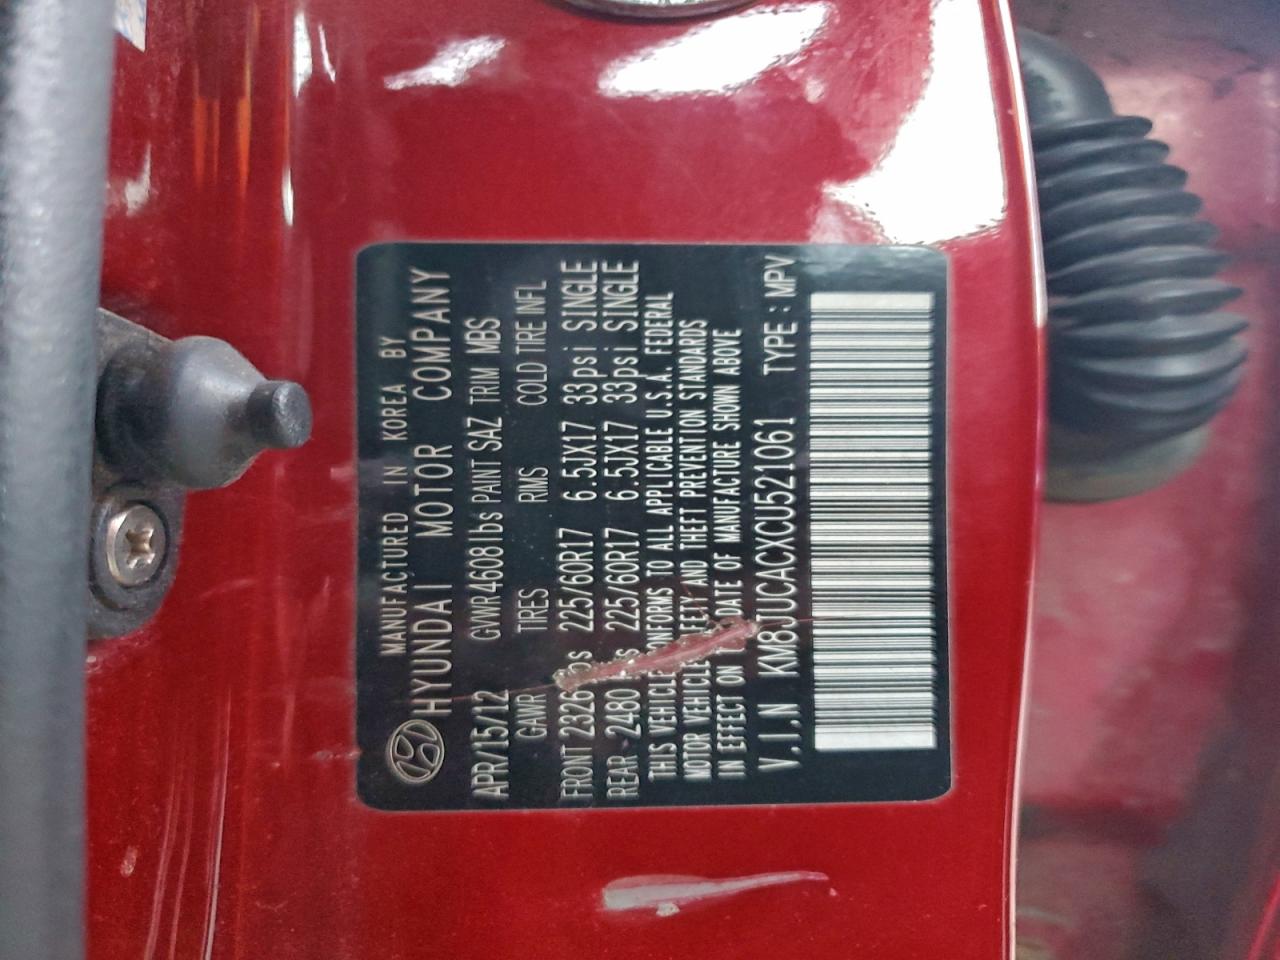 MANUFACTURED IN KOREA BY
HYUNDAI MOTOR COMPANY
APR/15/12 GVWR 4608lbs PAINT SAZ TRIM MBS
GAWR TIRES RIMS COLD TIRE INFL
FRONT 2326 225/60R17 6.5JX17 33psi SINGLE
REAR 2480 225/60R17 6.5JX17 33psi SINGLE
THIS VEHICLE CONFORMS TO ALL APPLICABLE U.S.A. FEDERAL
MOTOR VEHICLE AND THEFT PREVENTION STANDARDS
IN EFFECT ON DATE OF MANUFACTURE SHOWN ABOVE
V.I.N KM8JUCACXCU521061 TYPE : MPV